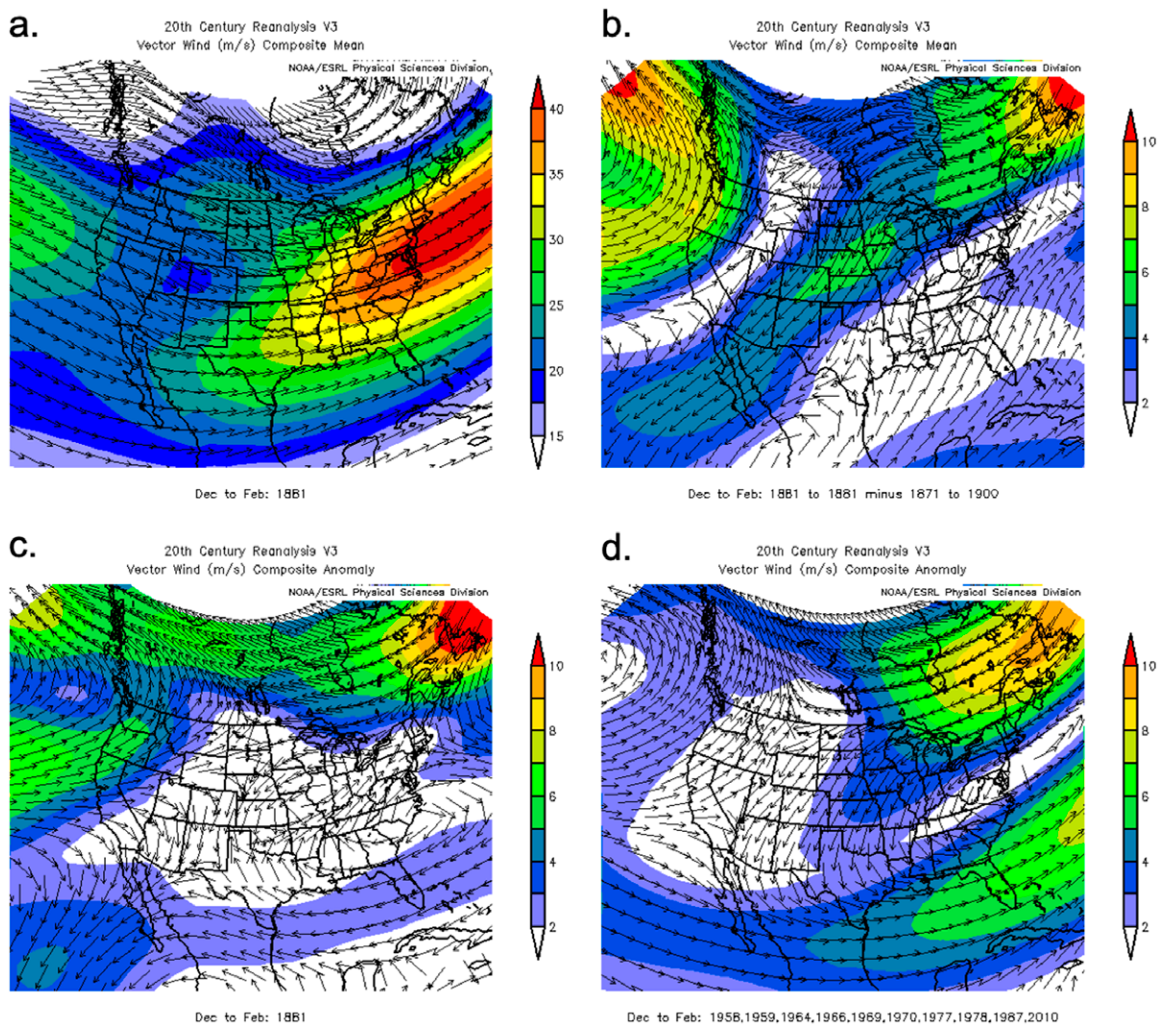 a.
20th Century Reanalysis V3
Vector Wind (m/s) Composite Mean
NOAA/ESRL Physical Sciences Division
40
35
30
25
20
15
Dec to Feb: 1881
b.
20th Century Reanalysis V3
Vector Wind (m/s) Composite Mean
NOAA/ESRL Physical Sciences Division
10
8
6
4
2
Dec to Feb: 1881 to 1881 minus 1871 to 1900
c.
20th Century Reanalysis V3
Vector Wind (m/s) Composite Anomaly
NOAA/ESRL Physical Sciences Division
10
8
6
4
2
Dec to Feb: 1881
d.
20th Century Reanalysis V3
Vector Wind (m/s) Composite Anomaly
NOAA/ESRL Physical Sciences Division
10
8
6
4
2
Dec to Feb: 1958,1959,1964,1966,1969,1970,1977,1978,1987,2010